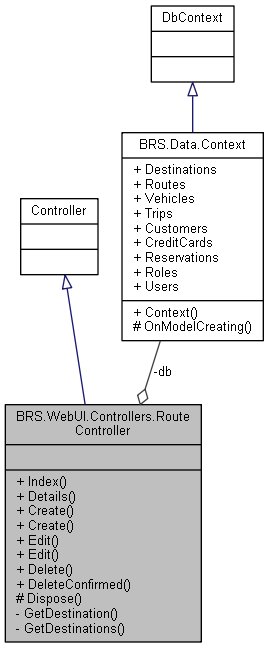 DbContext
BRS.Data.Context
+ Destinations
+ Routes
+ Vehicles
+ Trips
+ Customers
+ CreditCards
+ Reservations
+ Roles
+ Users
+ Context()
# OnModelCreating()
Controller
-db
BRS.WebUI.Controllers.Route
Controller
+ Index()
+ Details()
+ Create()
+ Create()
+ Edit()
+ Edit()
+ Delete()
+ DeleteConfirmed()
# Dispose()
- GetDestination()
- GetDestinations()